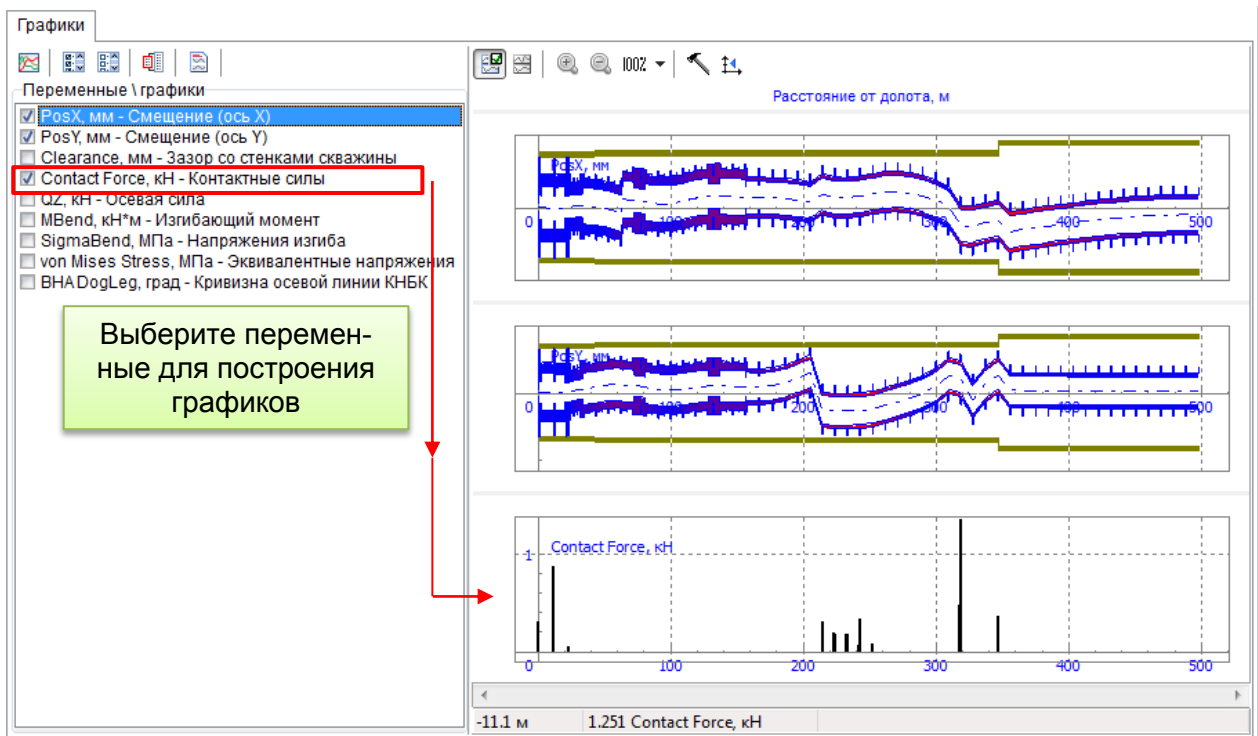 Графики
Переменные \ графики
PosX, мм - Смещение (ось X)
PosY, мм - Смещение (ось Y)
Clearance, мм - Зазор со стенками скважины
Contact Force, кН - Контактные силы
QZ, кН - Осевая сила
MBend, кН*м - Изгибающий момент
SigmaBend, МПа - Напряжения изгиба
von Mises Stress, МПа - Эквивалентные напряжения
BHA DogLeg, град - Кривизна осевой линии КНБК
Выберите перемен-
ные для построения
графиков
100%
Расстояние от долота, м
PosX, мм
0 100 200 300 400 500
PosY, мм
0 100 200 300 400 500
Contact Force, кН
1
0 100 200 300 400 500
-11.1 м 1.251 Contact Force, кН